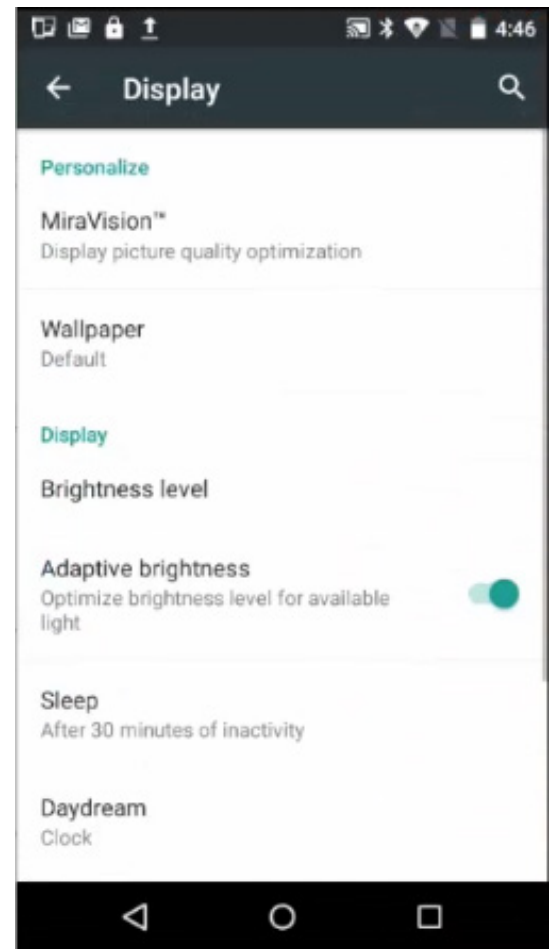 4:46
Display
Personalize
MiraVision™
Display picture quality optimization
Wallpaper
Default
Display
Brightness level
Adaptive brightness
Optimize brightness level for available
light
Sleep
After 30 minutes of inactivity
Daydream
Clock